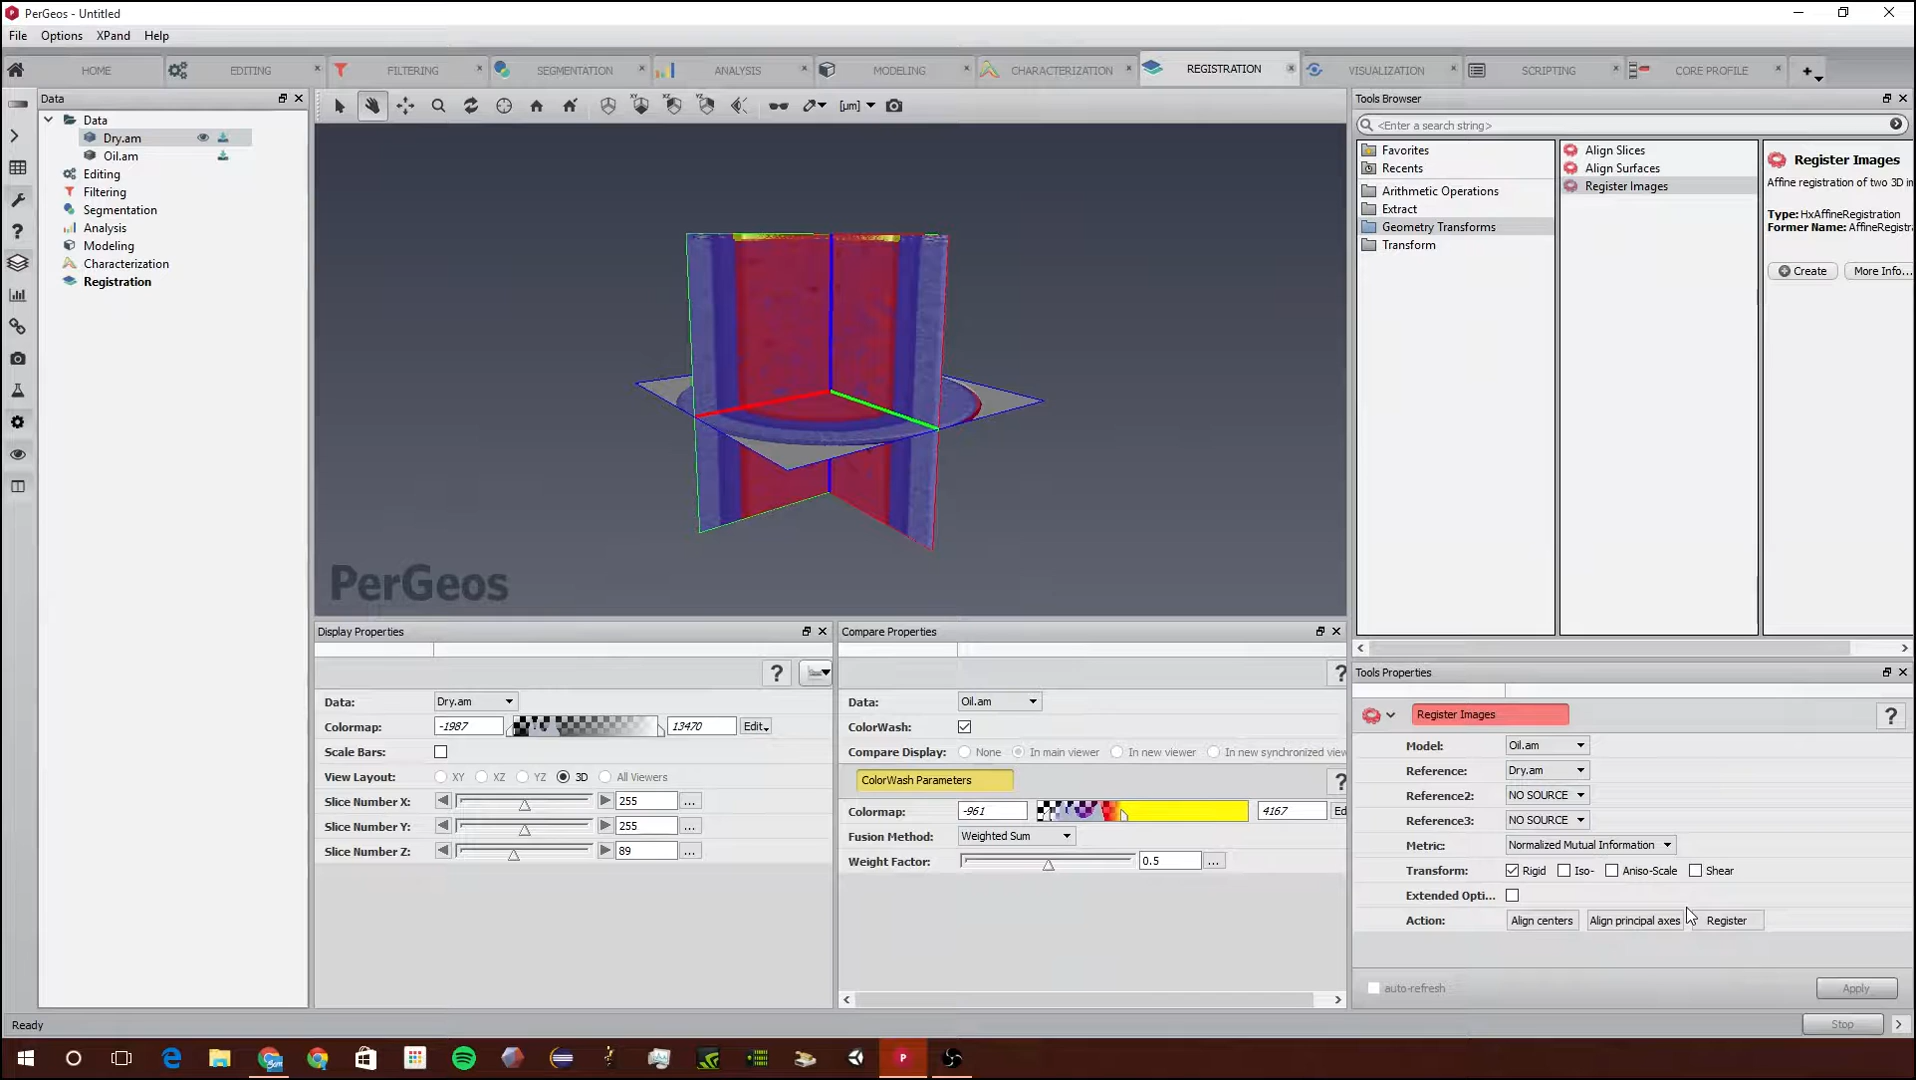 PerGeos - Untitled
File Options XPand Help
HOME EDITING FILTERING SEGMENTATION ANALYSIS MODELING CHARACTERIZATION REGISTRATION VISUALIZATION SCRIPTING CORE PROFILE
Data
Data
Dry.am
Oil.am
Editing
Filtering
Segmentation
Analysis
Modeling
Characterization
Registration
XY XZ YZ [µm]
PerGeos
Tools Browser
<Enter a search string>
Favorites
Recents
Arithmetic Operations
Extract
Geometry Transforms
Transform
Align Slices
Align Surfaces
Register Images
Register Images
Affine registration of two 3D i
Type: HxAffineRegistration
Former Name: AffineRegistra
Create More Info...
Display Properties
Data: Dry.am
Colormap: -1987 13470 Edit
Scale Bars:
View Layout: XY XZ YZ 3D All Viewers
Slice Number X: 255 ...
Slice Number Y: 255 ...
Slice Number Z: 89 ...
Compare Properties
Data: Oil.am
ColorWash:
Compare Display: None In main viewer In new viewer In new synchronized view
ColorWash Parameters
Colormap: -961 4167 Ed
Fusion Method: Weighted Sum
Weight Factor: 0.5 ...
Tools Properties
Register Images
Model: Oil.am
Reference: Dry.am
Reference2: NO SOURCE
Reference3: NO SOURCE
Metric: Normalized Mutual Information
Transform: Rigid Iso- Aniso-Scale Shear
Extended Opti...
Action: Align centers Align principal axes Register
auto-refresh Apply
Ready Stop